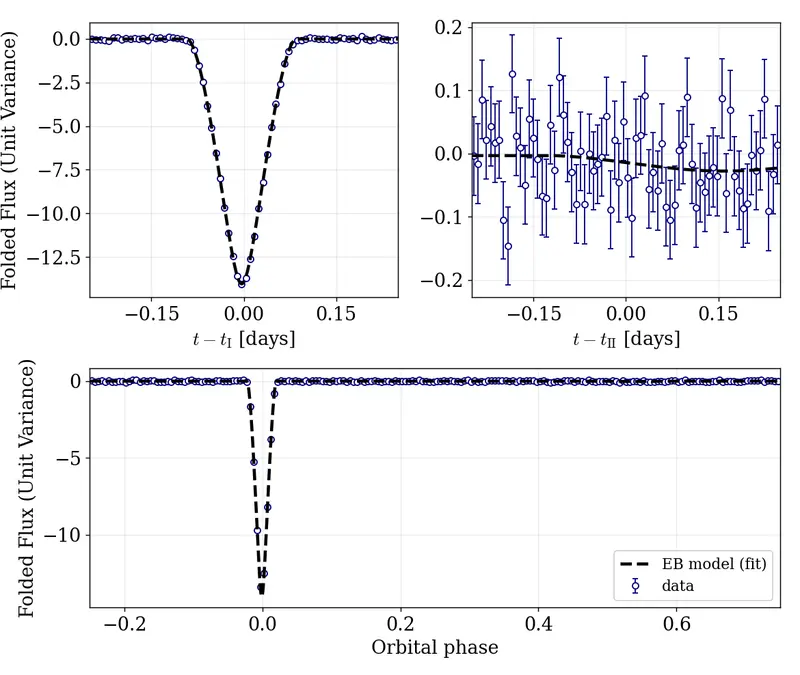 Folded Flux (Unit Variance)
0.0
−2.5
−5.0
−7.5
−10.0
−12.5
−0.15 0.00 0.15
t − tI [days]
0.2
0.1
0.0
−0.1
−0.2
−0.15 0.00 0.15
t − tII [days]
Folded Flux (Unit Variance)
0
−5
−10
EB model (fit)
data
−0.2 0.0 0.2 0.4 0.6
Orbital phase